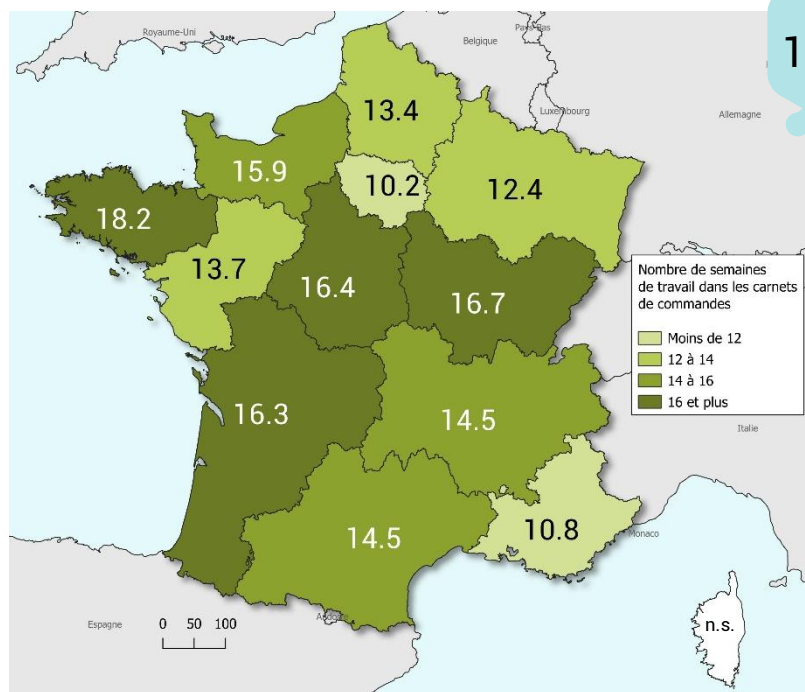 Royaume-Uni
Pays-Bas
Belgique
1
Luxembourg
Allemagne
13.4
15.9
10.2
12.4
18.2
13.7
16.4
16.7
Nombre de semaines
de travail dans les carnets
de commandes
Moins de 12
12 à 14
14 à 16
16 et plus
16.3
14.5
Italie
14.5
10.8
Monaco
n.s.
Espagne
0 50 100
Andorre